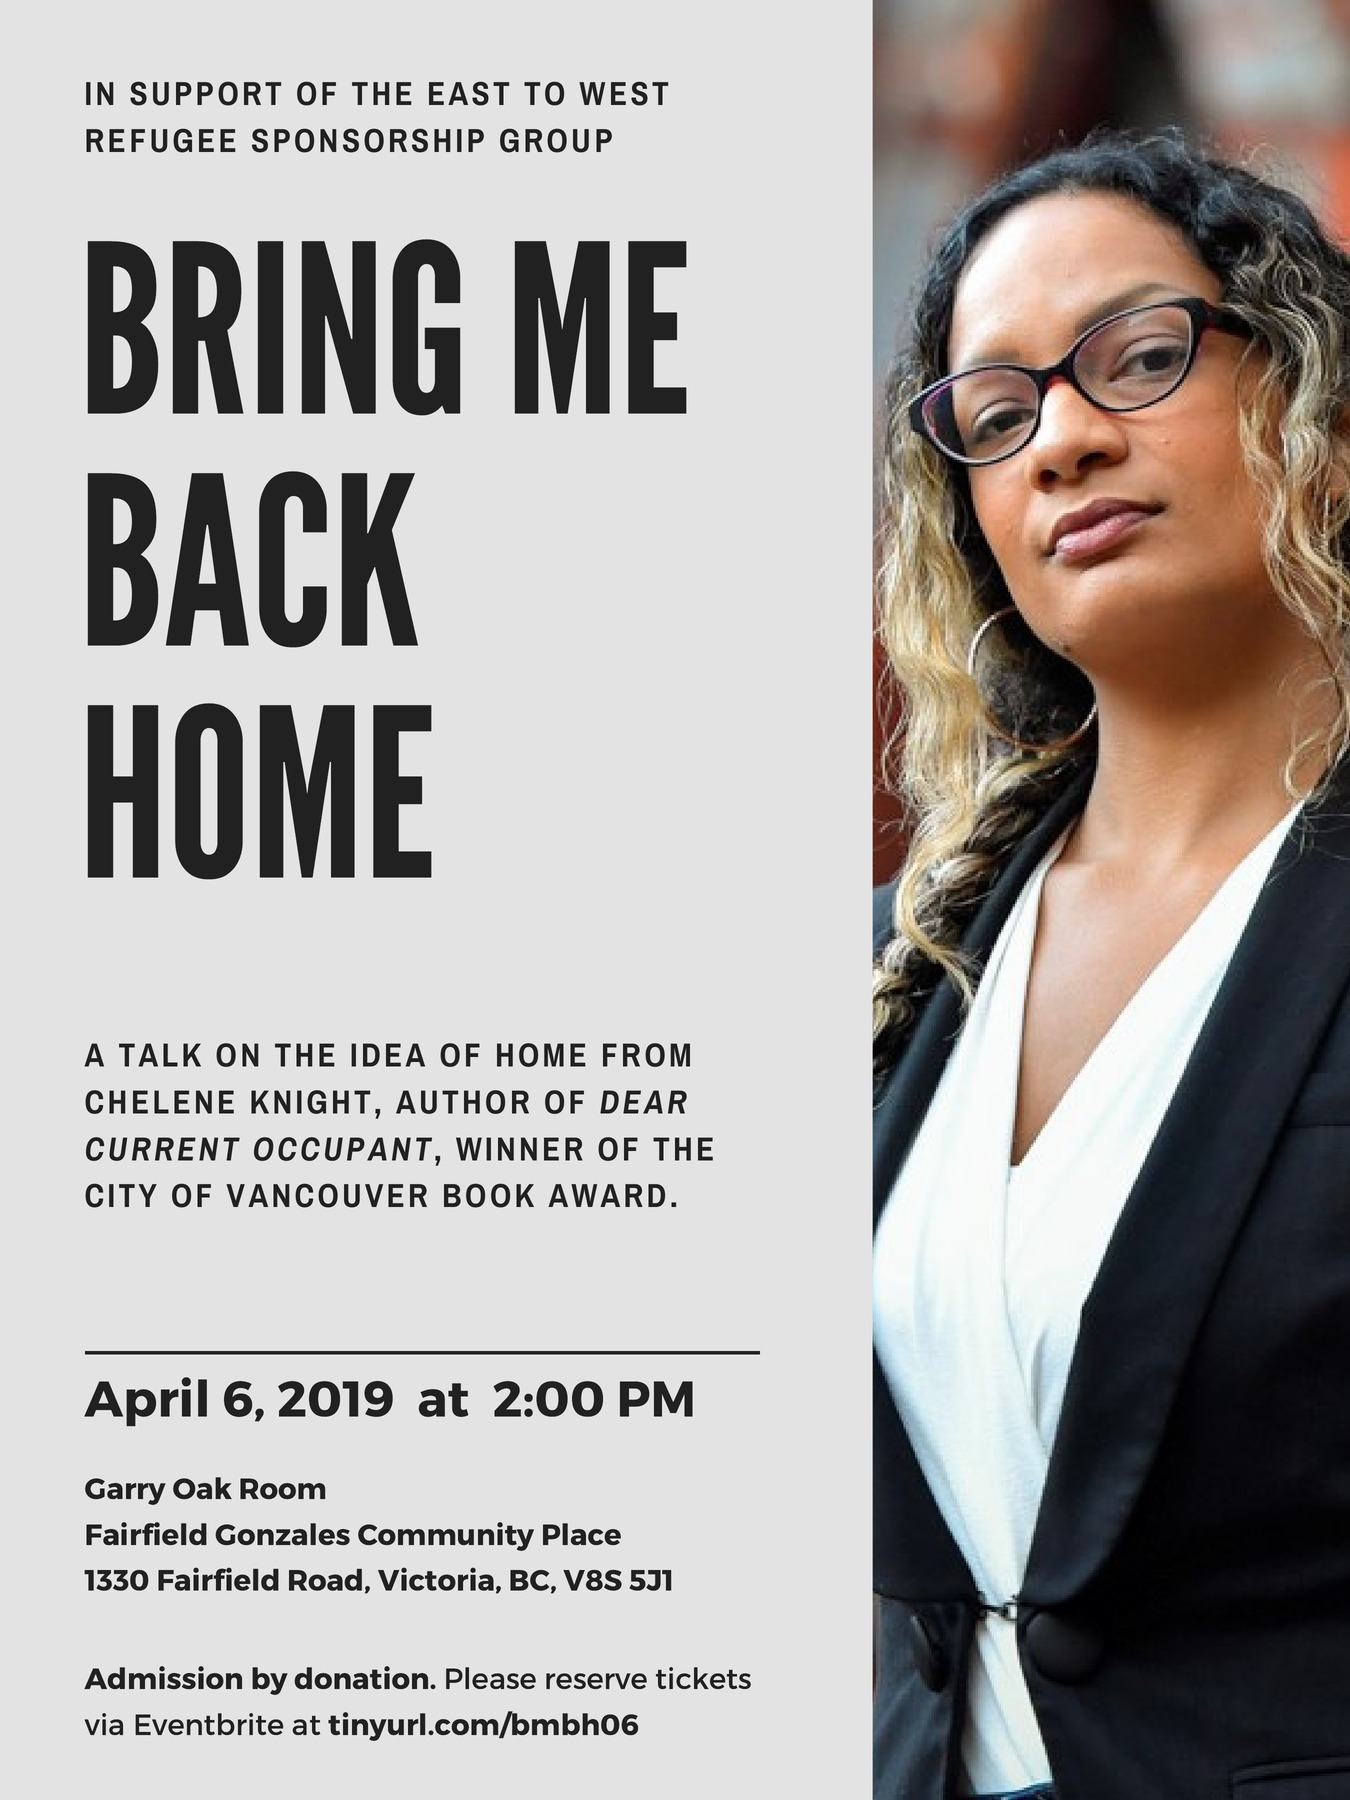 IN SUPPORT OF THE EAST TO WEST
REFUGEE SPONSORSHIP GROUP
BRING ME
BACK
HOME
A TALK ON THE IDEA OF HOME FROM
CHELENE KNIGHT, AUTHOR OF DEAR
CURRENT OCCUPANT, WINNER OF THE
CITY OF VANCOUVER BOOK AWARD.
April 6, 2019 at 2:00 PM
Garry Oak Room
Fairfield Gonzales Community Place
1330 Fairfield Road, Victoria, BC, V8S 5J1
Admission by donation. Please reserve tickets
via Eventbrite at tinyurl.com/bmbh06